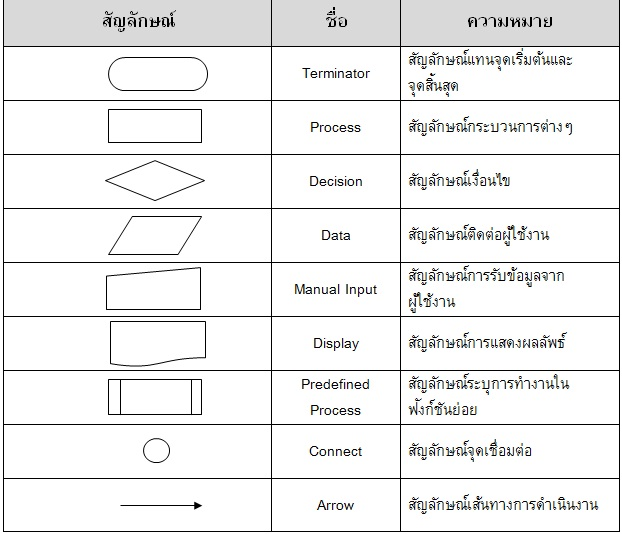 สัญลักษณ์ ชื่อ ความหมาย
Terminator สัญลักษณ์แทนจุดเริ่มต้นและ
จุดสิ้นสุด
Process สัญลักษณ์กระบวนการต่างๆ
Decision สัญลักษณ์เงื่อนไข
Data สัญลักษณ์ติดต่อผู้ใช้งาน
Manual Input สัญลักษณ์การรับข้อมูลจาก
ผู้ใช้งาน
Display สัญลักษณ์การแสดงผลลัพธ์
Predefined สัญลักษณ์ระบุการทำงานใน
Process ฟังก์ชันย่อย
Connect สัญลักษณ์จุดเชื่อมต่อ
Arrow สัญลักษณ์เส้นทางการดำเนินงาน